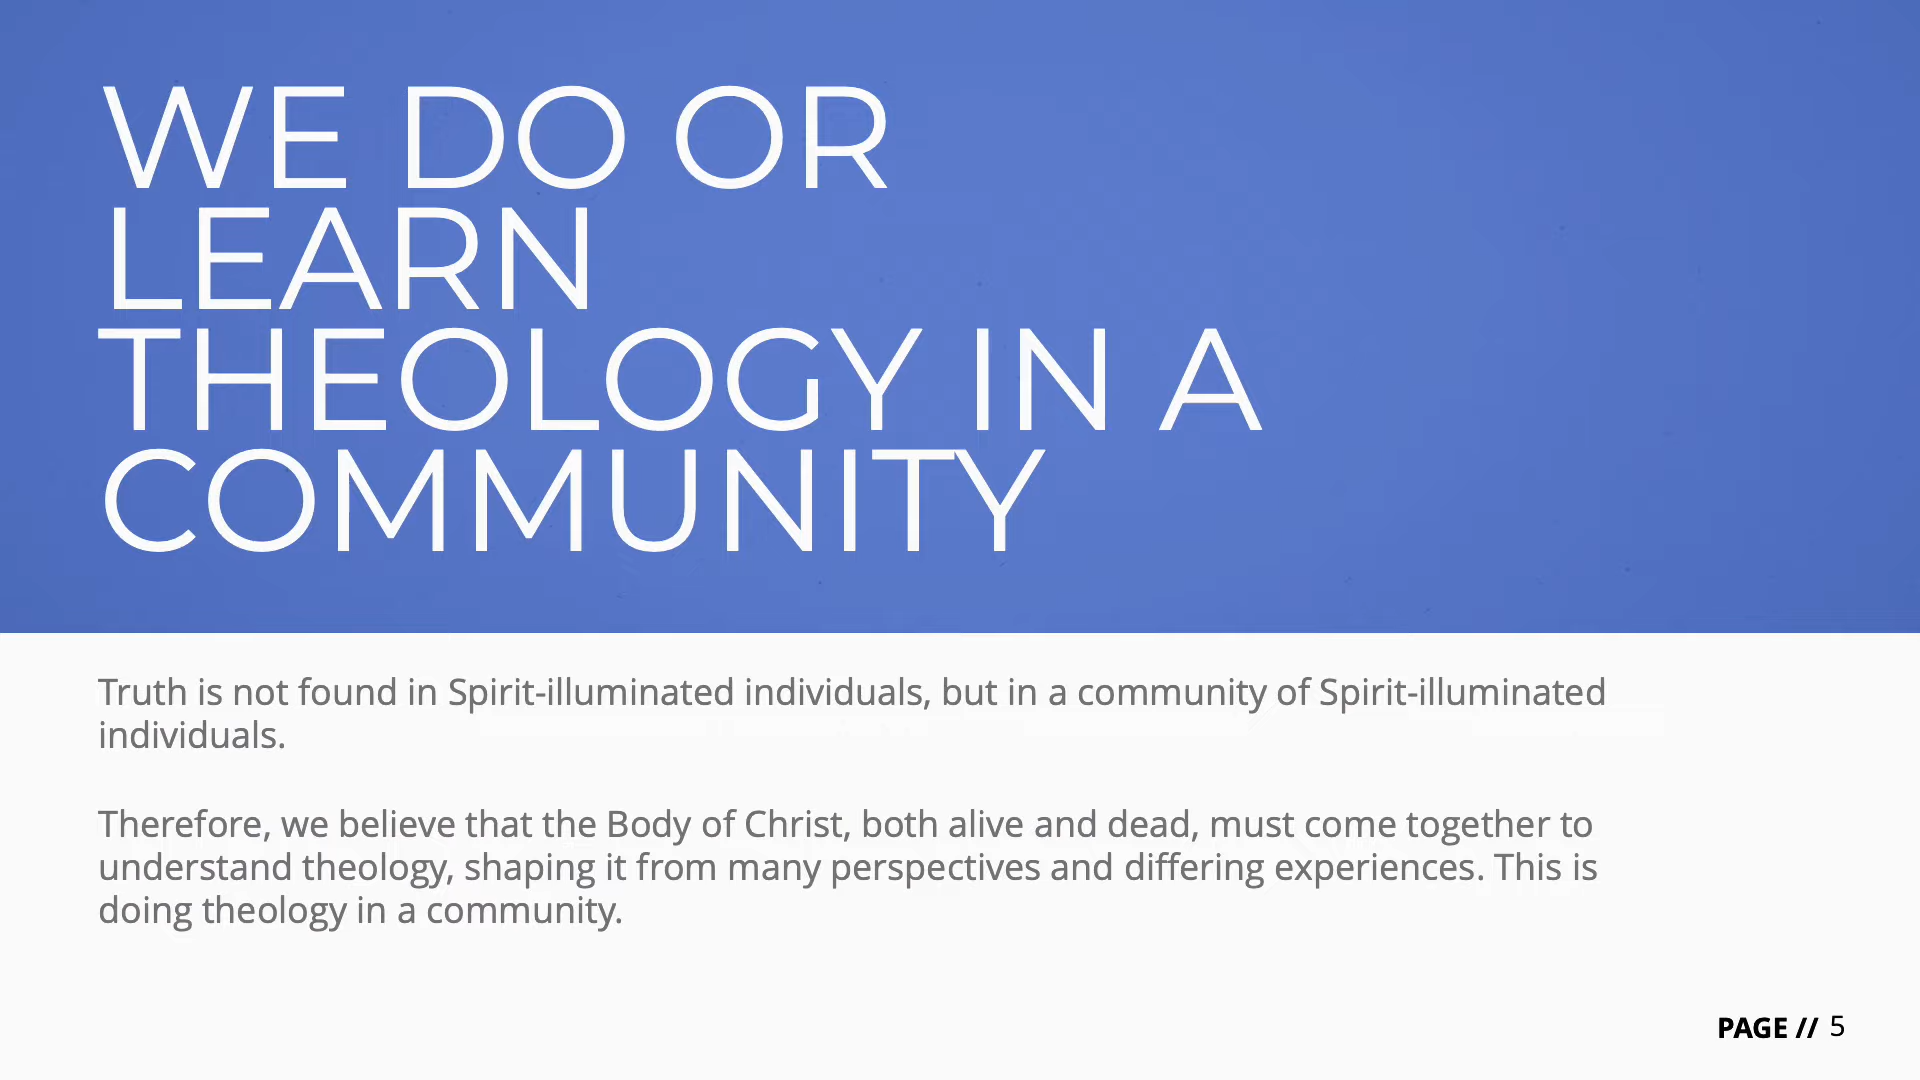 WE DO OR
LEARN
THEOLOGY IN A
COMMUNITY
Truth is not found in Spirit-illuminated individuals, but in a community of Spirit-illuminated
individuals.
Therefore, we believe that the Body of Christ, both alive and dead, must come together to
understand theology, shaping it from many perspectives and differing experiences. This is
doing theology in a community.
PAGE // 5